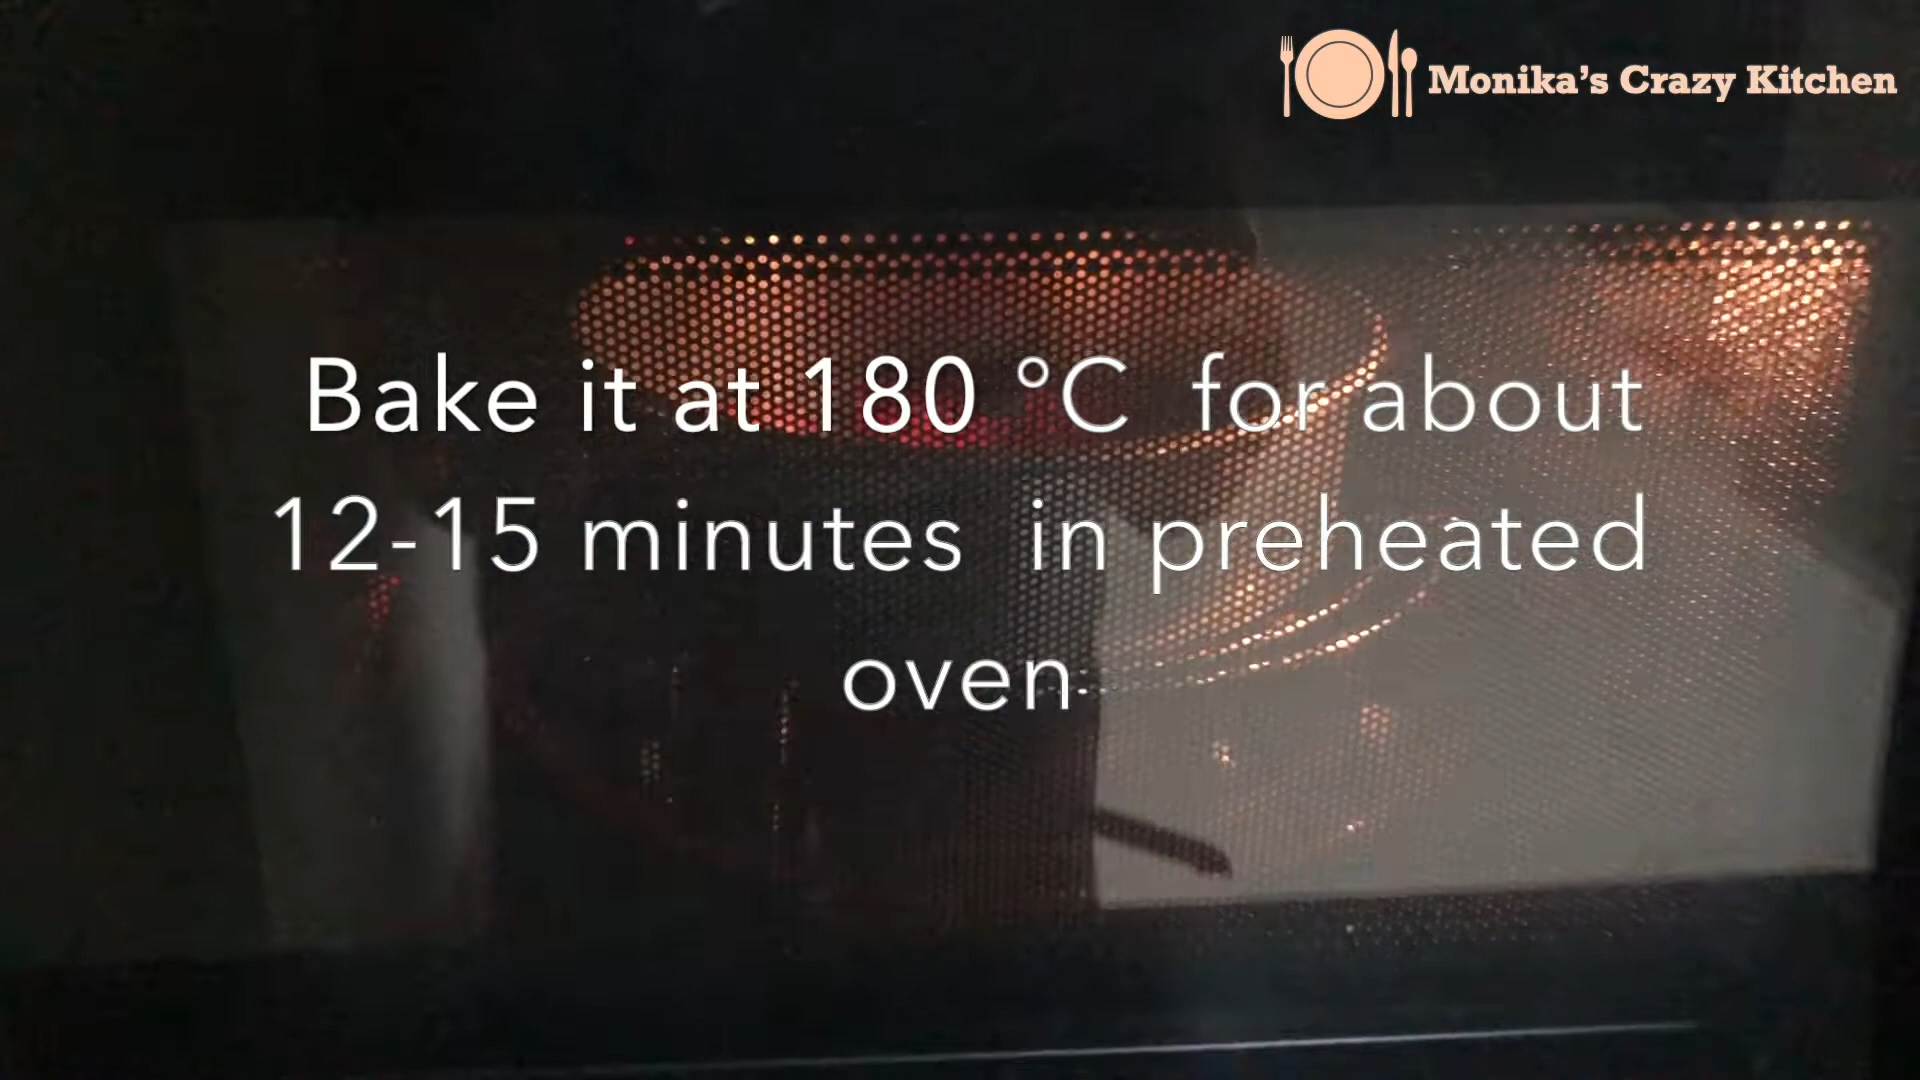 Monika's Crazy Kitchen
Bake it at 180 °C for about
12-15 minutes in preheated
oven